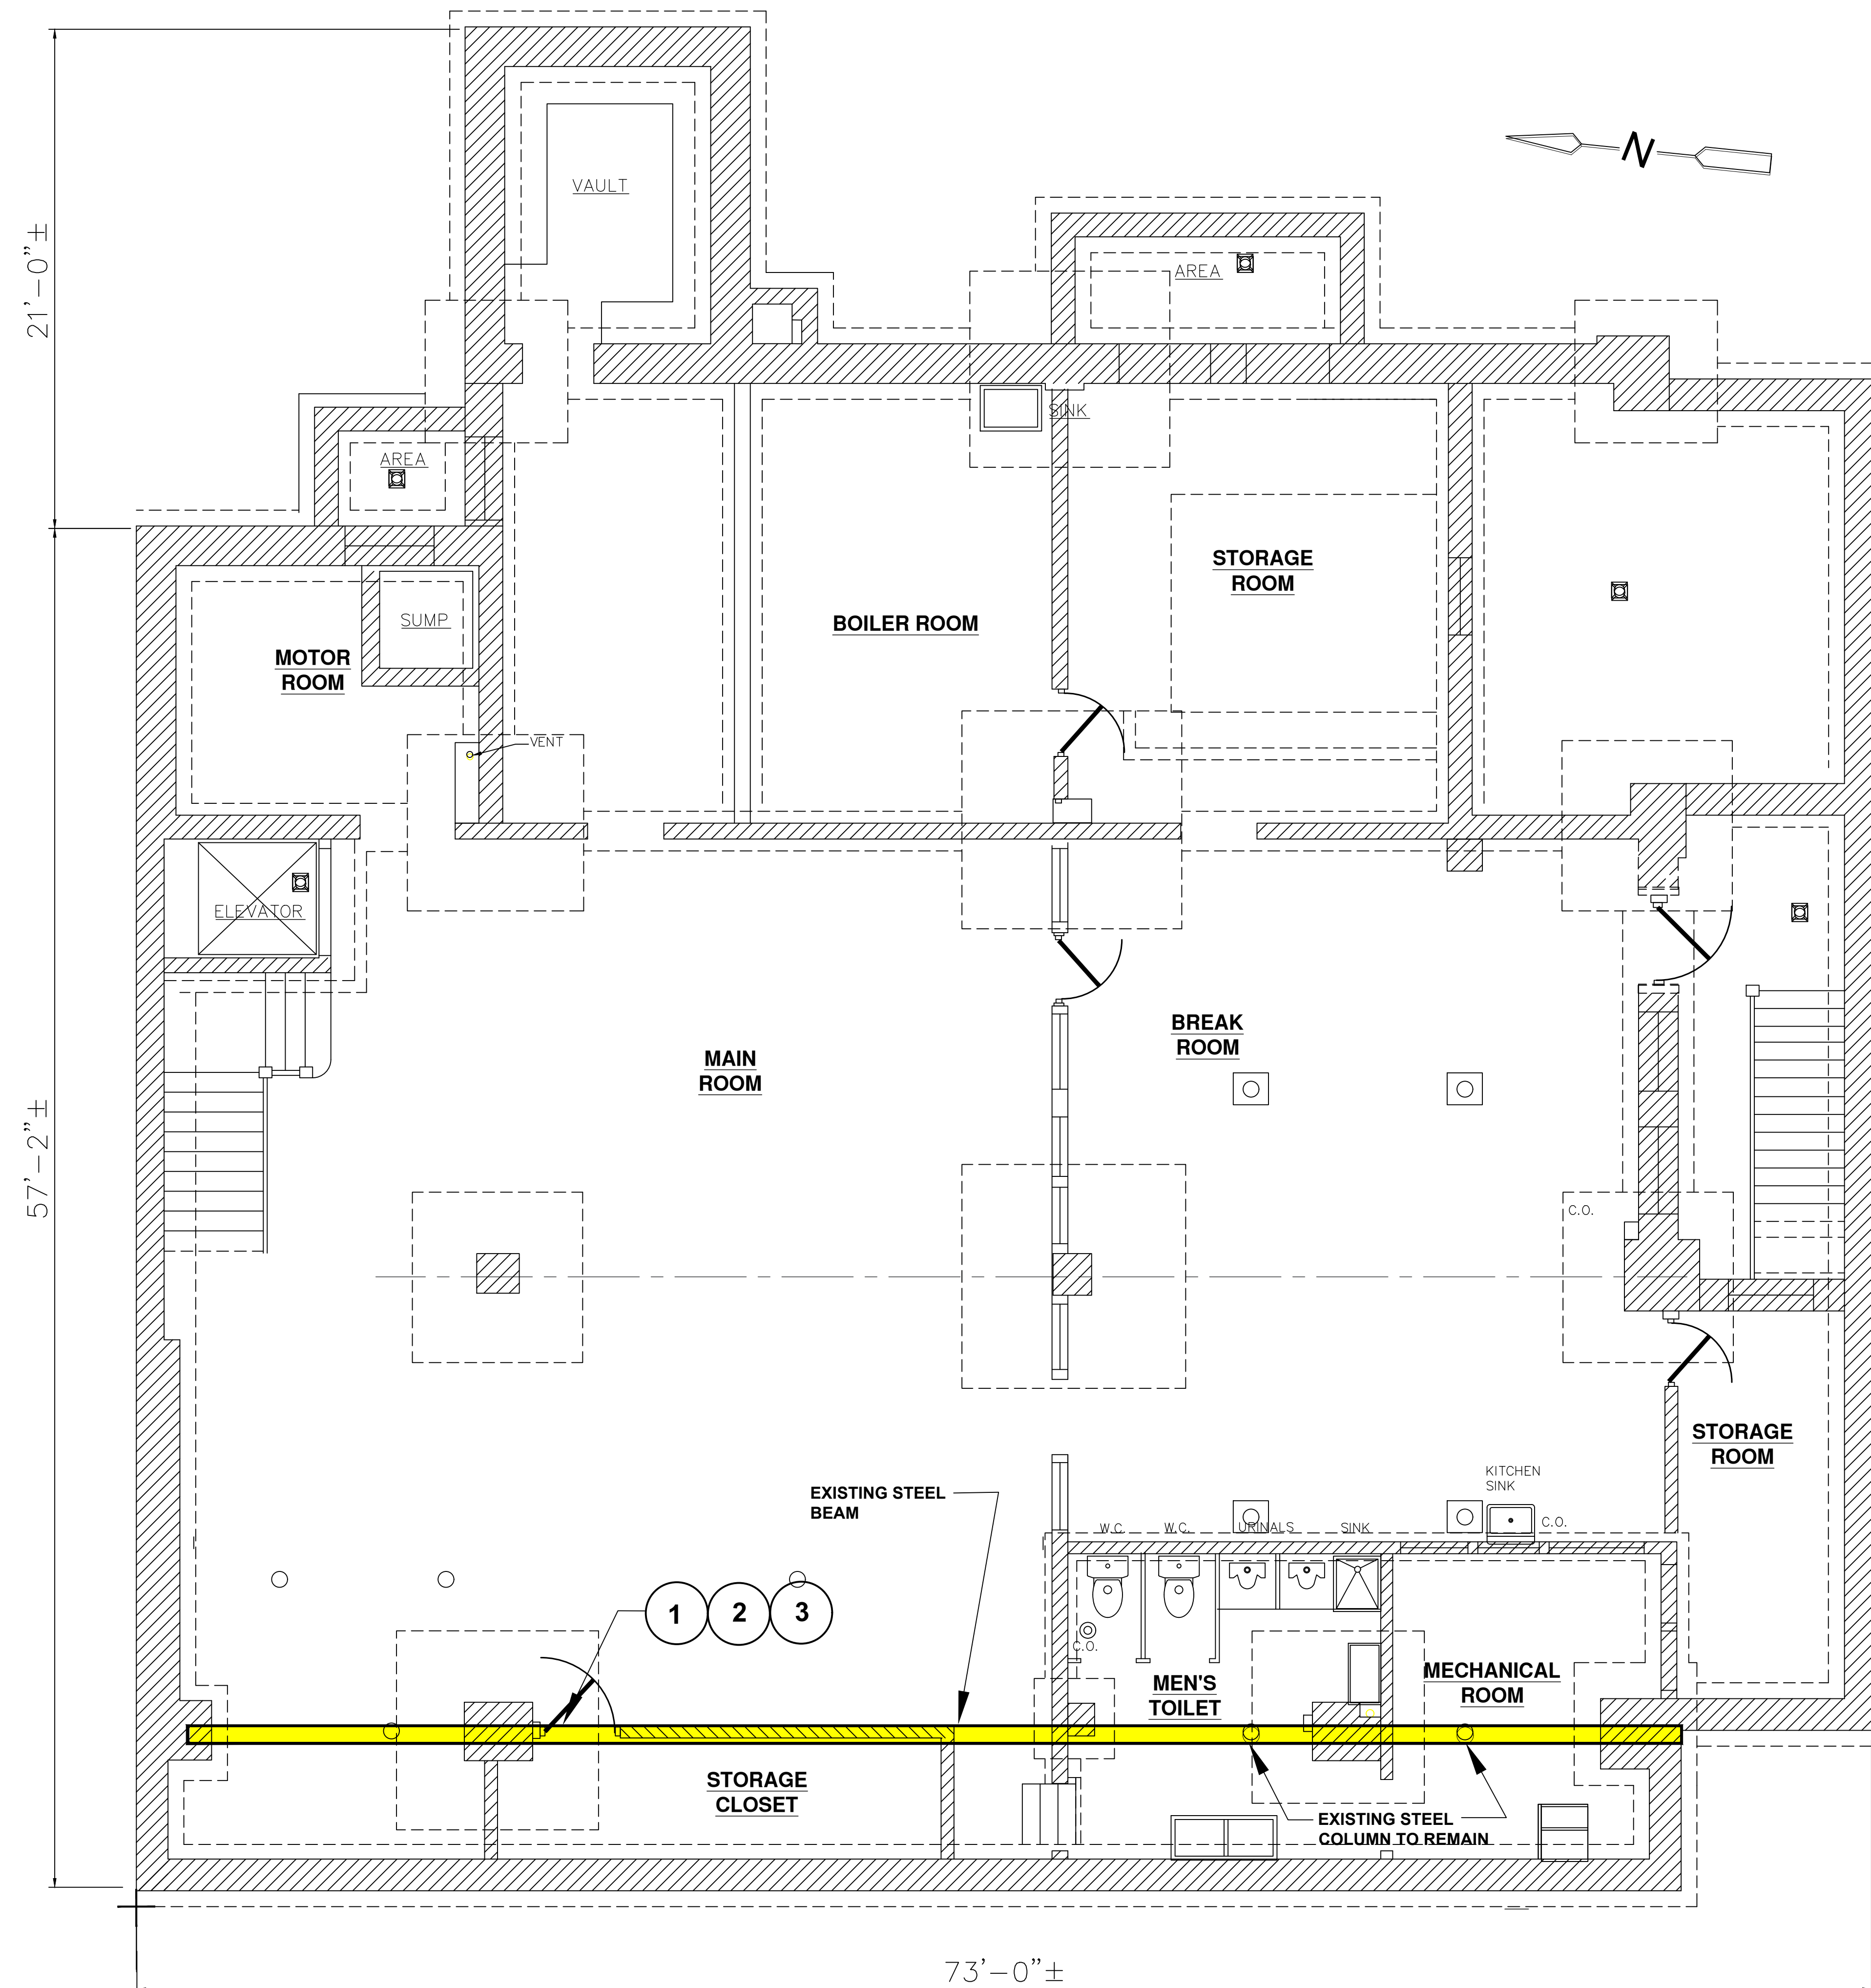 VAULT
N
21'-0"±
AREA
SINK
AREA
STORAGE
ROOM
SUMP
BOILER ROOM
MOTOR
ROOM
VENT
ELEVATOR
BREAK
ROOM
MAIN
ROOM
57'-2"±
C.O.
STORAGE
ROOM
KITCHEN
SINK
EXISTING STEEL
BEAM
W.C.
W.C.
URINALS
SINK
C.O.
1
2
3
C.O.
MEN'S
TOILET
MECHANICAL
ROOM
STORAGE
CLOSET
EXISTING STEEL
COLUMN TO REMAIN
73'-0"±